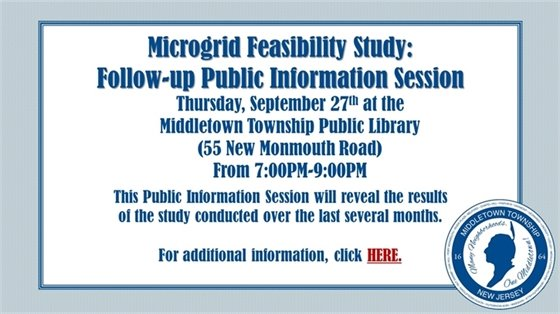 Microgrid Feasibility Study:
Follow-up Public Information Session
Thursday, September 27th at the
Middletown Township Public Library
(55 New Monmouth Road)
From 7:00PM-9:00PM
This Public Information Session will reveal the results
of the study conducted over the last several months.
For additional information, click HERE.
MIDDLETOWN TOWNSHIP
Many Neighborhoods,
One Middletown!
16 64
NEW JERSEY